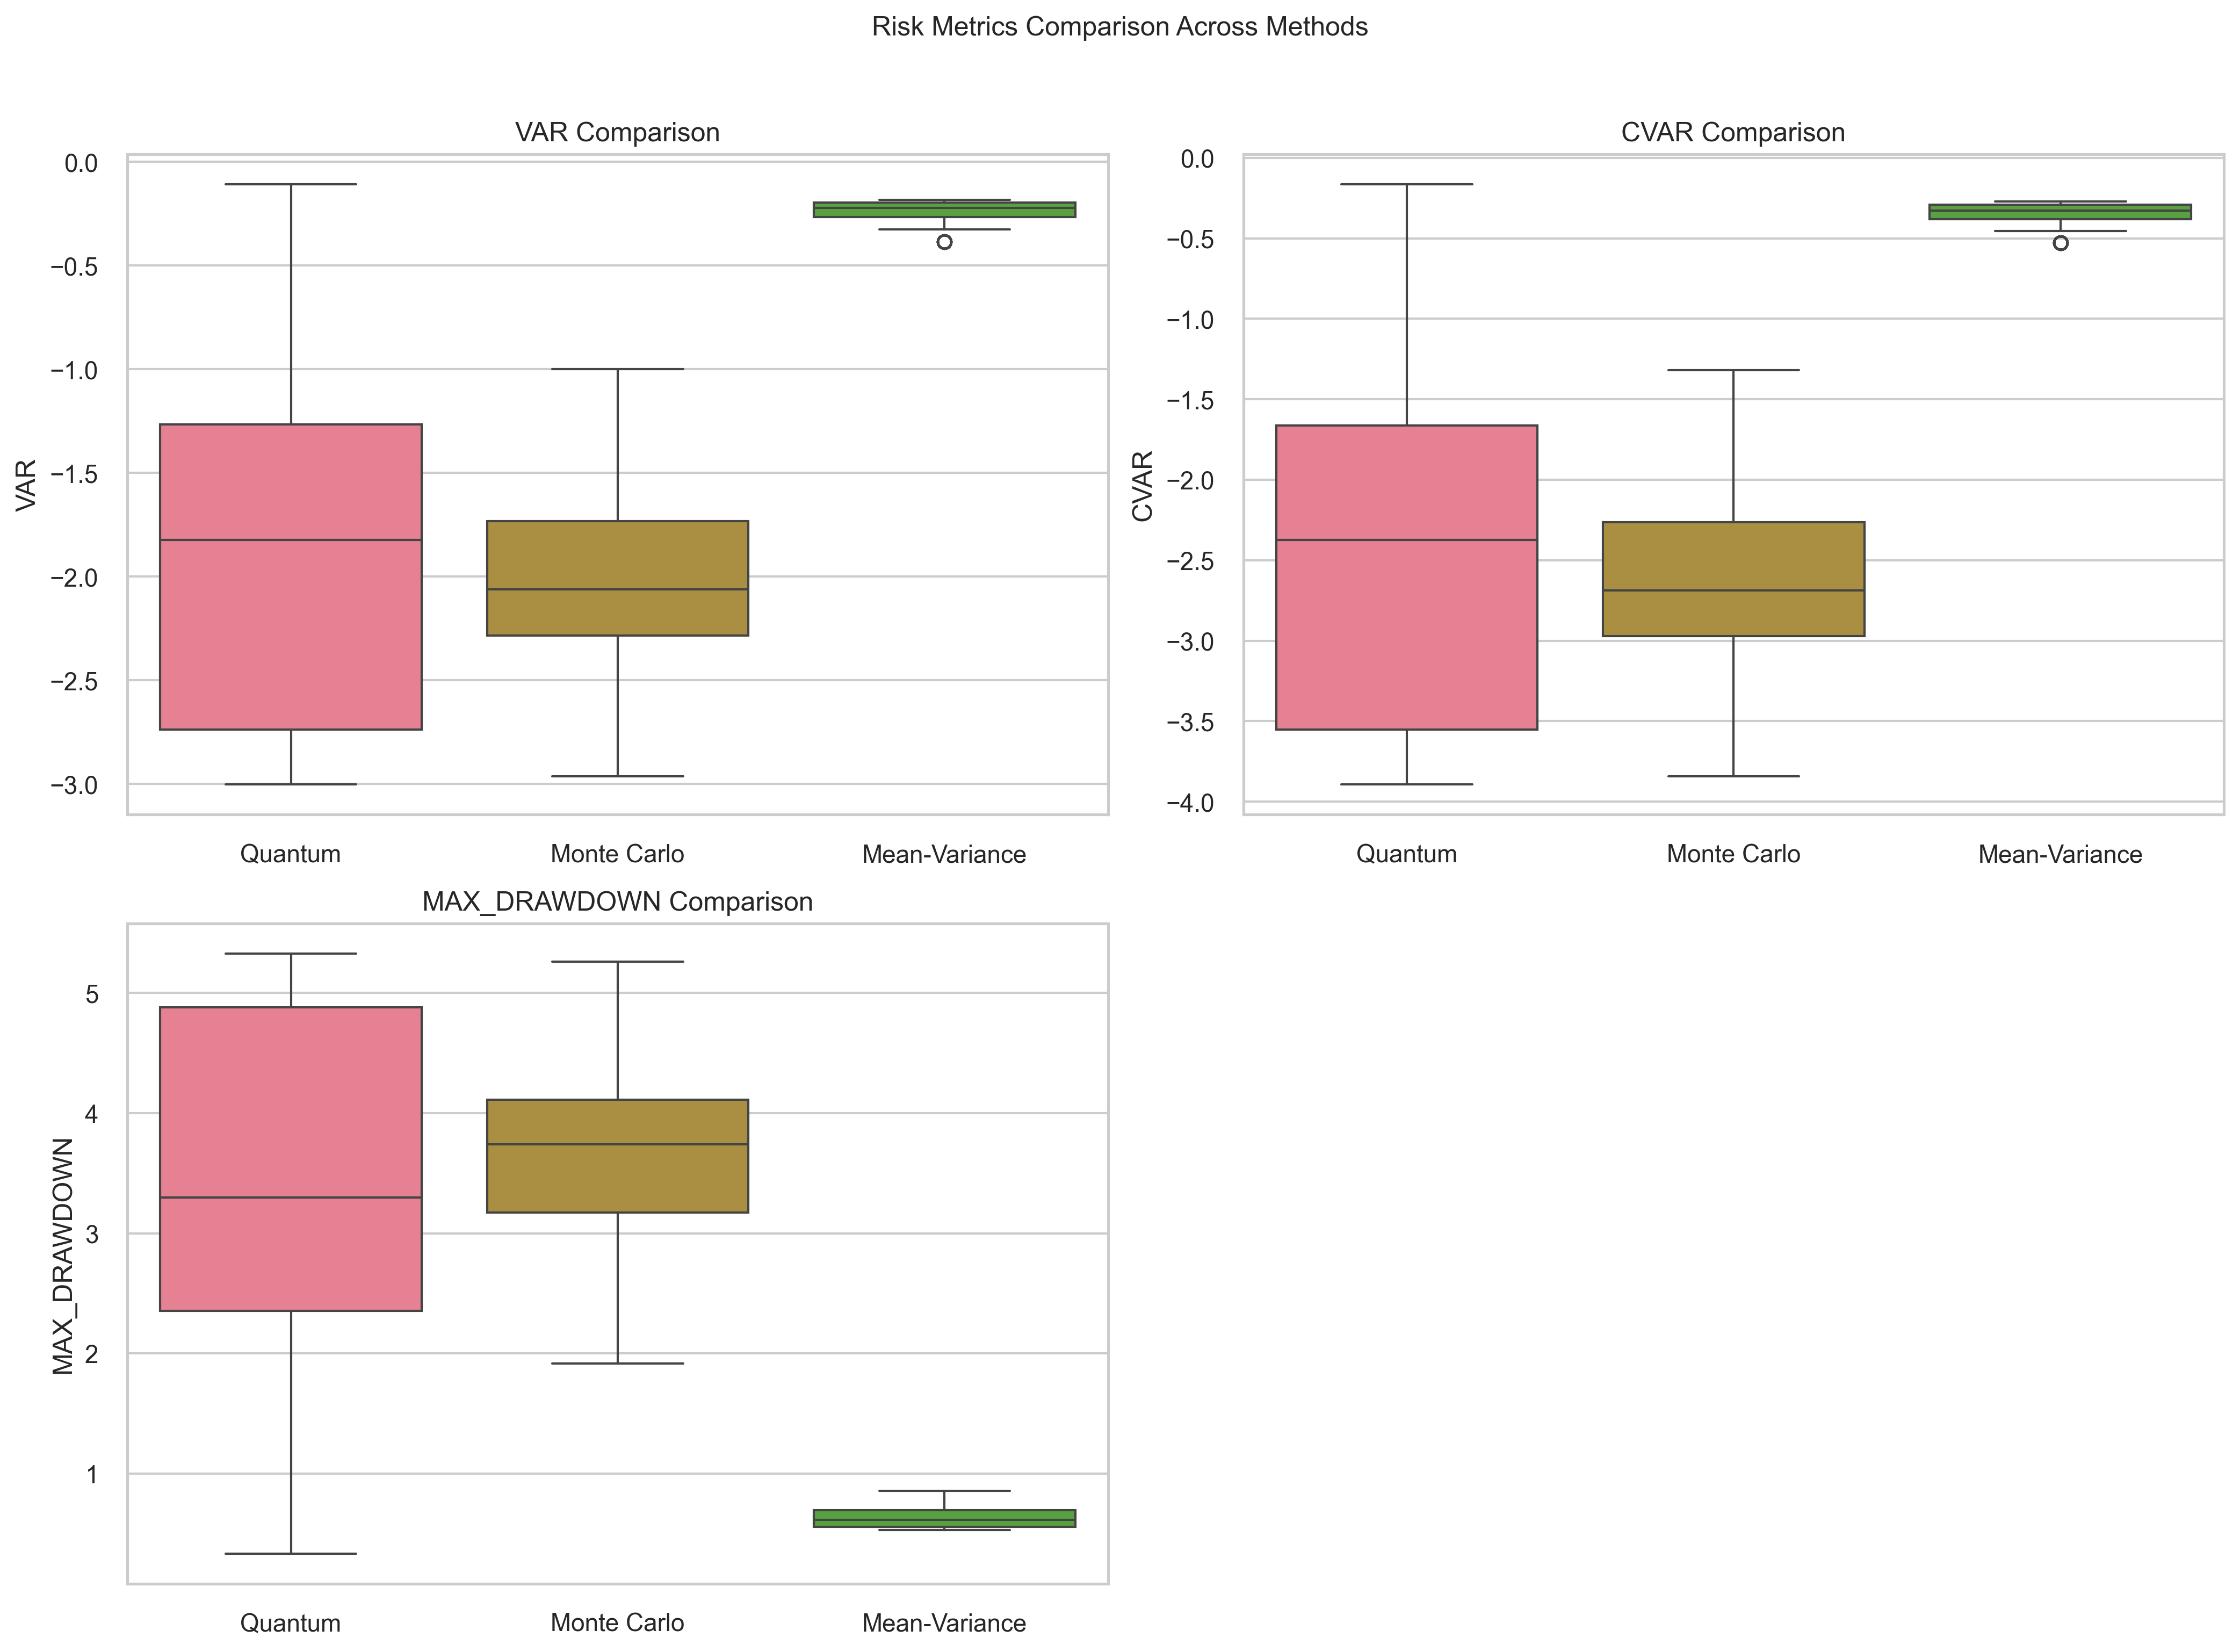 Risk Metrics Comparison Across Methods
VAR Comparison
0.0
−0.5
−1.0
−1.5
−2.0
−2.5
−3.0
VAR
Quantum
Monte Carlo
Mean-Variance
CVAR Comparison
0.0
−0.5
−1.0
−1.5
−2.0
−2.5
−3.0
−3.5
−4.0
CVAR
Quantum
Monte Carlo
Mean-Variance
MAX_DRAWDOWN Comparison
5
4
3
2
1
MAX_DRAWDOWN
Quantum
Monte Carlo
Mean-Variance